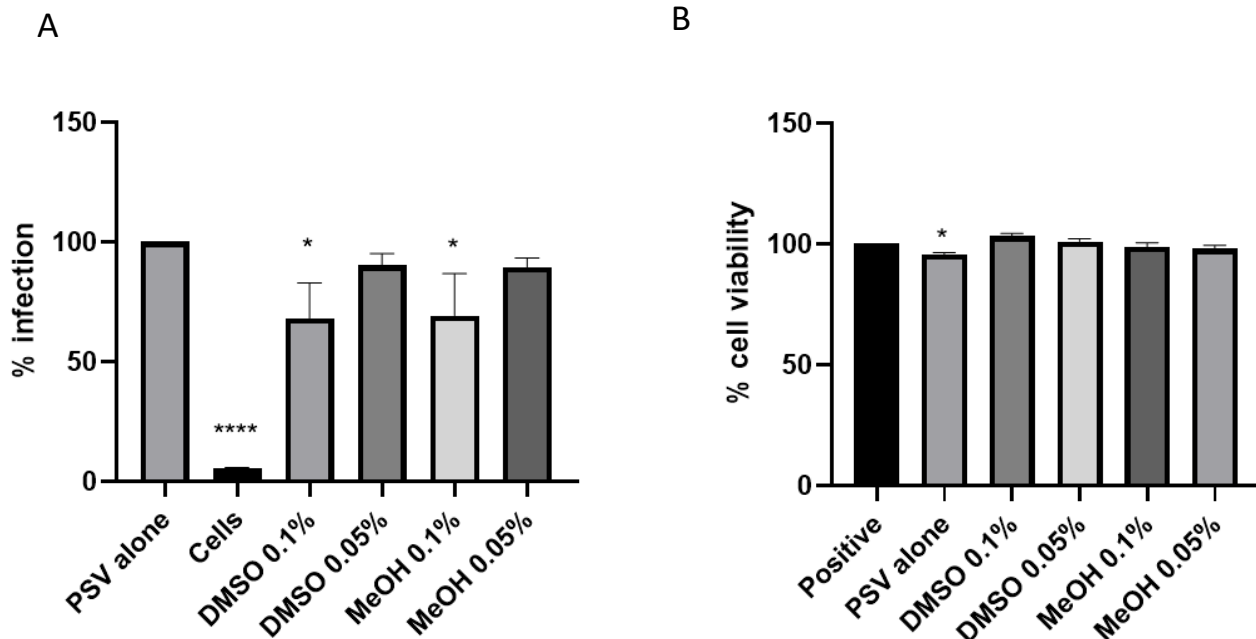 A
150
100
50
0
% infection
*
*
****
PSV alone
Cells
DMSO 0.1%
DMSO 0.05%
MeOH 0.1%
MeOH 0.05%
B
150
100
50
0
% cell viability
*
Positive
PSV alone
DMSO 0.1%
DMSO 0.05%
MeOH 0.1%
MeOH 0.05%